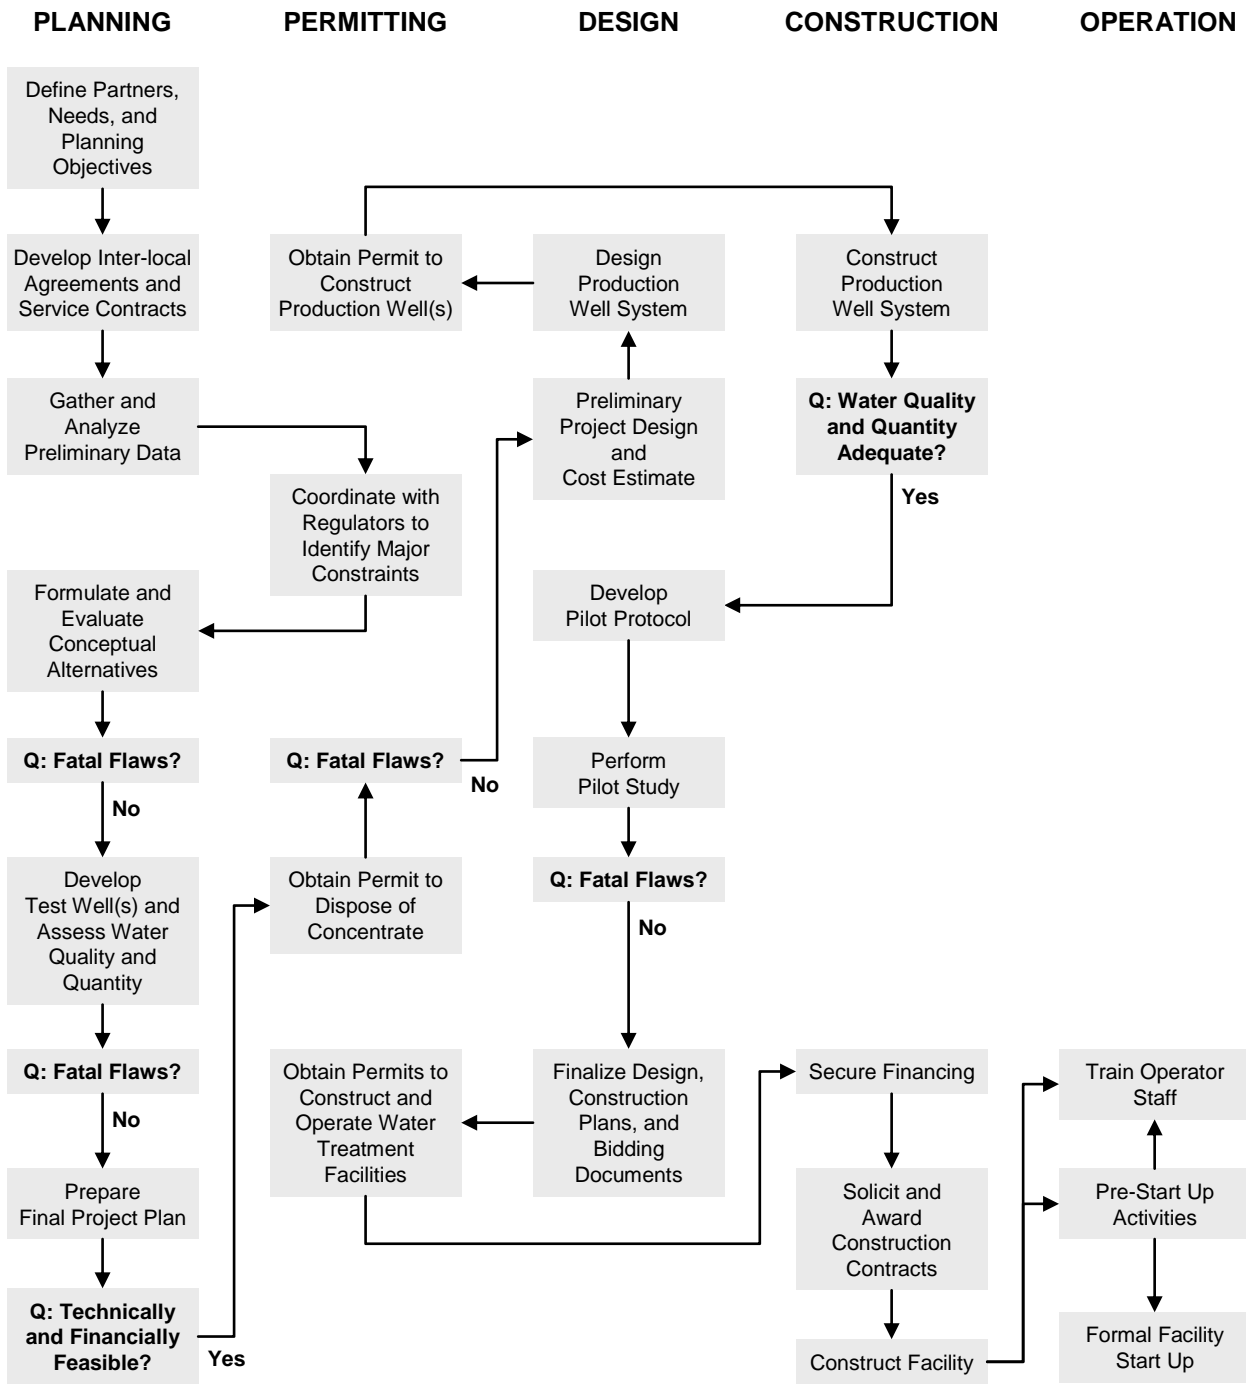 PLANNING
PERMITTING
DESIGN
CONSTRUCTION
OPERATION
Define Partners,
Needs, and
Planning
Objectives
Develop Inter-local
Agreements and
Service Contracts
Gather and
Analyze
Preliminary Data
Formulate and
Evaluate
Conceptual
Alternatives
Q: Fatal Flaws?
No
Develop
Test Well(s) and
Assess Water
Quality and
Quantity
Q: Fatal Flaws?
No
Prepare
Final Project Plan
Q: Technically
and Financially
Feasible?
Yes
Obtain Permit to
Construct
Production Well(s)
Coordinate with
Regulators to
Identify Major
Constraints
Q: Fatal Flaws?
No
Obtain Permit to
Dispose of
Concentrate
Obtain Permits to
Construct and
Operate Water
Treatment
Facilities
Design
Production
Well System
Preliminary
Project Design
and
Cost Estimate
Develop
Pilot Protocol
Perform
Pilot Study
Q: Fatal Flaws?
No
Finalize Design,
Construction
Plans, and
Bidding
Documents
Construct
Production
Well System
Q: Water Quality
and Quantity
Adequate?
Yes
Secure Financing
Solicit and
Award
Construction
Contracts
Construct Facility
Train Operator
Staff
Pre-Start Up
Activities
Formal Facility
Start Up